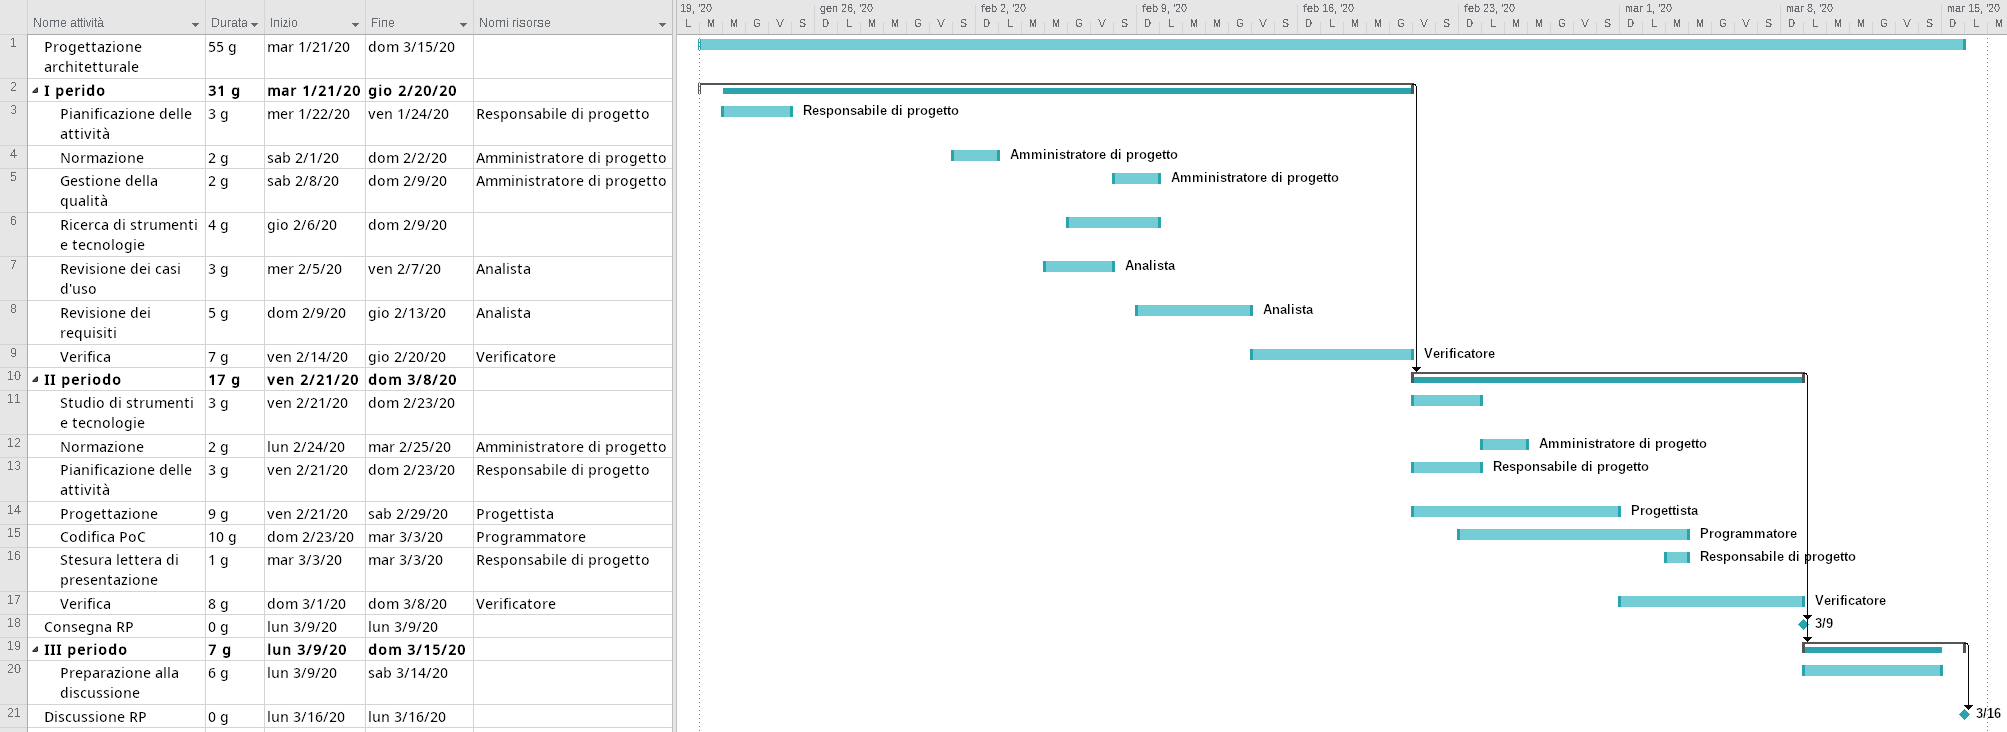 Nome attività Durata Inizio Fine Nomi risorse
19, '20 gen 26, '20 feb 2, '20 feb 9, '20 feb 16, '20 feb 23, '20 mar 1, '20 mar 8, '20 mar 15, '20
L M M G V S D L M M G V S D L M M G V S D L M M G V S D L M M G V S D L M M G V S D L M M G V S D L M M G V S D L M
1 Progettazione 55 g mar 1/21/20 dom 3/15/20
architetturale
2 I perido 31 g mar 1/21/20 gio 2/20/20
3 Pianificazione delle 3 g mer 1/22/20 ven 1/24/20 Responsabile di progetto Responsabile di progetto
attività
4 Normazione 2 g sab 2/1/20 dom 2/2/20 Amministratore di progetto Amministratore di progetto
5 Gestione della 2 g sab 2/8/20 dom 2/9/20 Amministratore di progetto Amministratore di progetto
qualità
6 Ricerca di strumenti 4 g gio 2/6/20 dom 2/9/20
e tecnologie
7 Revisione dei casi 3 g mer 2/5/20 ven 2/7/20 Analista Analista
d'uso
8 Revisione dei 5 g dom 2/9/20 gio 2/13/20 Analista Analista
requisiti
9 Verifica 7 g ven 2/14/20 gio 2/20/20 Verificatore Verificatore
10 II periodo 17 g ven 2/21/20 dom 3/8/20
11 Studio di strumenti 3 g ven 2/21/20 dom 2/23/20
e tecnologie
12 Normazione 2 g lun 2/24/20 mar 2/25/20 Amministratore di progetto Amministratore di progetto
13 Pianificazione delle 3 g ven 2/21/20 dom 2/23/20 Responsabile di progetto Responsabile di progetto
attività
14 Progettazione 9 g ven 2/21/20 sab 2/29/20 Progettista Progettista
15 Codifica PoC 10 g dom 2/23/20 mar 3/3/20 Programmatore Programmatore
16 Stesura lettera di 1 g mar 3/3/20 mar 3/3/20 Responsabile di progetto Responsabile di progetto
presentazione
17 Verifica 8 g dom 3/1/20 dom 3/8/20 Verificatore Verificatore
18 Consegna RP 0 g lun 3/9/20 lun 3/9/20 3/9
19 III periodo 7 g lun 3/9/20 dom 3/15/20
20 Preparazione alla 6 g lun 3/9/20 sab 3/14/20
discussione
21 Discussione RP 0 g lun 3/16/20 lun 3/16/20 3/16